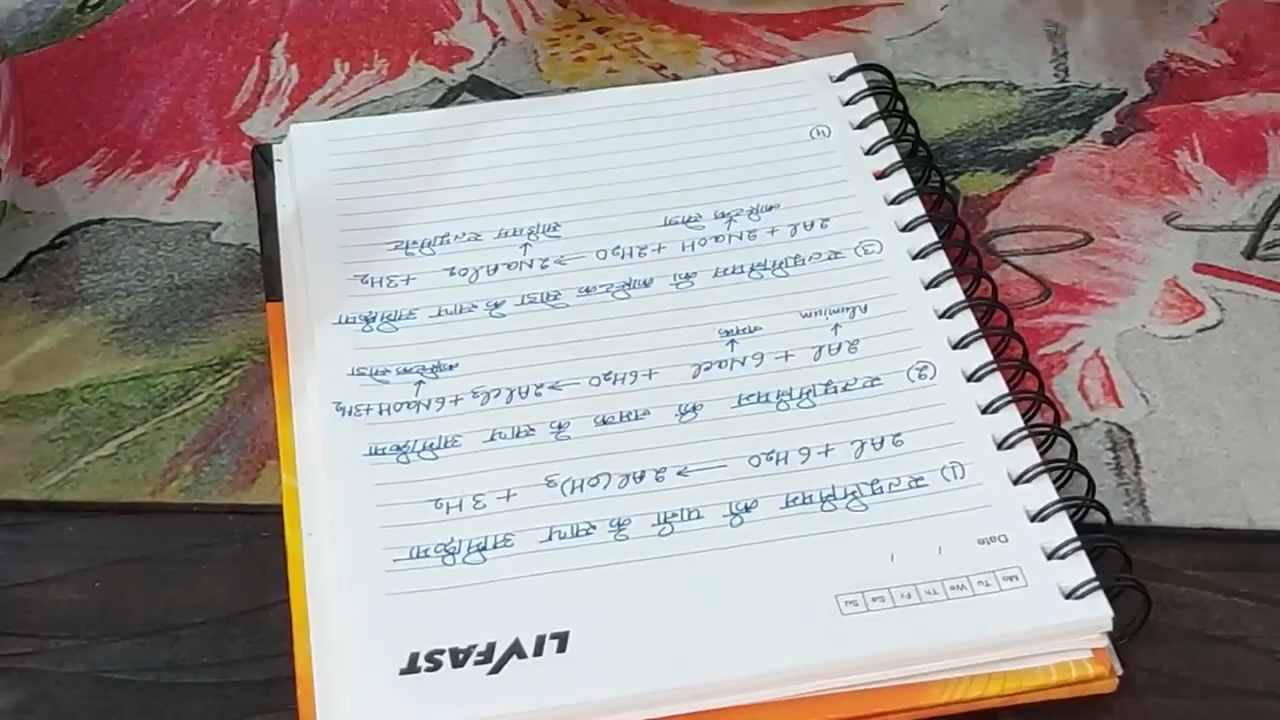 LIVFAST
Mo Tu We Th Fr Sa Su
Date / /
(1) एल्युमिनियम की पानी के साथ अभिक्रिया
2Al + 6H₂O → 2Al(OH)₃ + 3H₂
(2) एल्युमिनियम की नमक के साथ अभिक्रिया
2Al + 6NaCl + 6H₂O → 2AlCl₃ + 6NaOH + 3H₂
Aluminium नमक कास्टिक सोडा
(3) एल्युमिनियम की कास्टिक सोडा के साथ अभिक्रिया
2Al + 2NaOH + 2H₂O → 2NaAlO₂ + 3H₂
कास्टिक सोडा सोडियम एल्युमिनेट
(4)